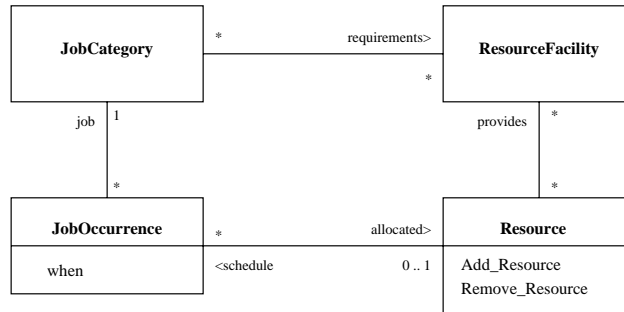 JobCategory
*
requirements>
*
ResourceFacility
job
1
provides
*
*
*
JobOccurrence
*
allocated>
Resource
when
<schedule
0 .. 1
Add_Resource
Remove_Resource